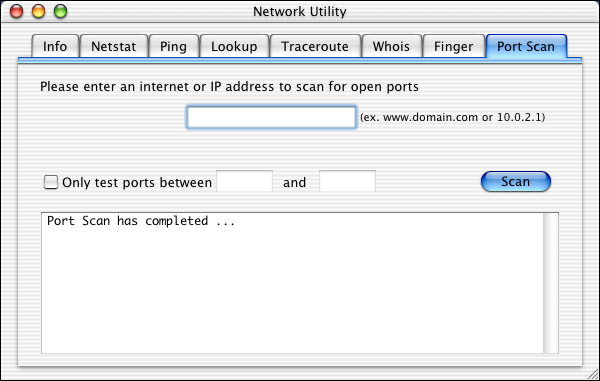 Network Utility
Info Netstat Ping Lookup Traceroute Whois Finger Port Scan
Please enter an internet or IP address to scan for open ports
(ex. www.domain.com or 10.0.2.1)
Only test ports between and Scan
Port Scan has completed ...